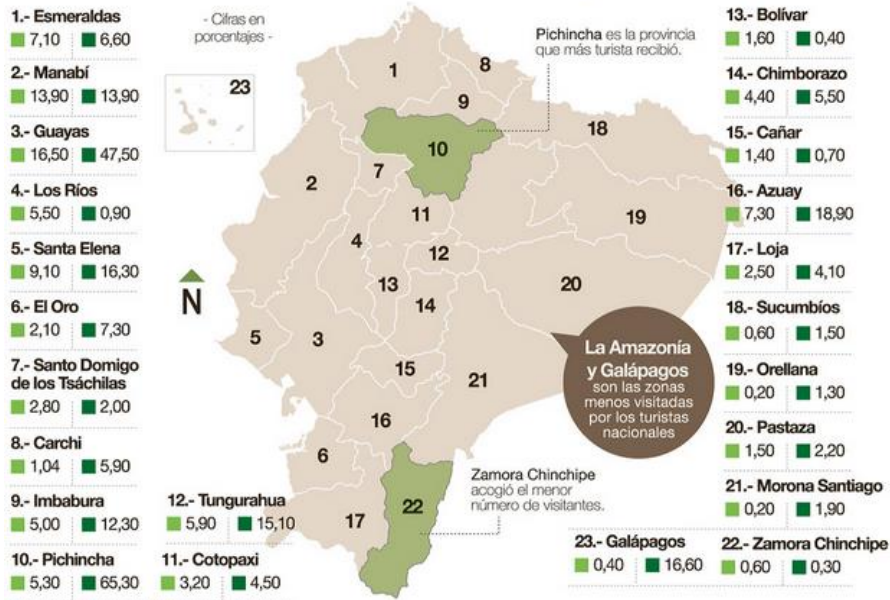 1.- Esmeraldas
7,10 6,60
2.- Manabí
13,90 13,90
3.- Guayas
16,50 47,50
4.- Los Ríos
5,50 0,90
5.- Santa Elena
9,10 16,30
6.- El Oro
2,10 7,30
7.- Santo Domigo
de los Tsáchilas
2,80 2,00
8.- Carchi
1,04 5,90
9.- Imbabura
5,00 12,30
10.- Pichincha
5,30 65,30
12.- Tungurahua
5,90 15,10
11.- Cotopaxi
3,20 4,50
- Cifras en
porcentajes -
Pichincha es la provincia
que más turista recibió.
23
1
8
9
18
10
7
2
11
19
4
12
20
13
14
5
3
15
21
16
6
22
17
N
La Amazonía
y Galápagos
son las zonas
menos visitadas
por los turistas
nacionales
Zamora Chinchipe
acogió el menor
número de visitantes.
13.- Bolívar
1,60 0,40
14.- Chimborazo
4,40 5,50
15.- Cañar
1,40 0,70
16.- Azuay
7,30 18,90
17.- Loja
2,50 4,10
18.- Sucumbíos
0,60 1,50
19.- Orellana
0,20 1,30
20.- Pastaza
1,50 2,20
21.- Morona Santiago
0,20 1,90
23.- Galápagos
0,40 16,60
22.- Zamora Chinchipe
0,60 0,30